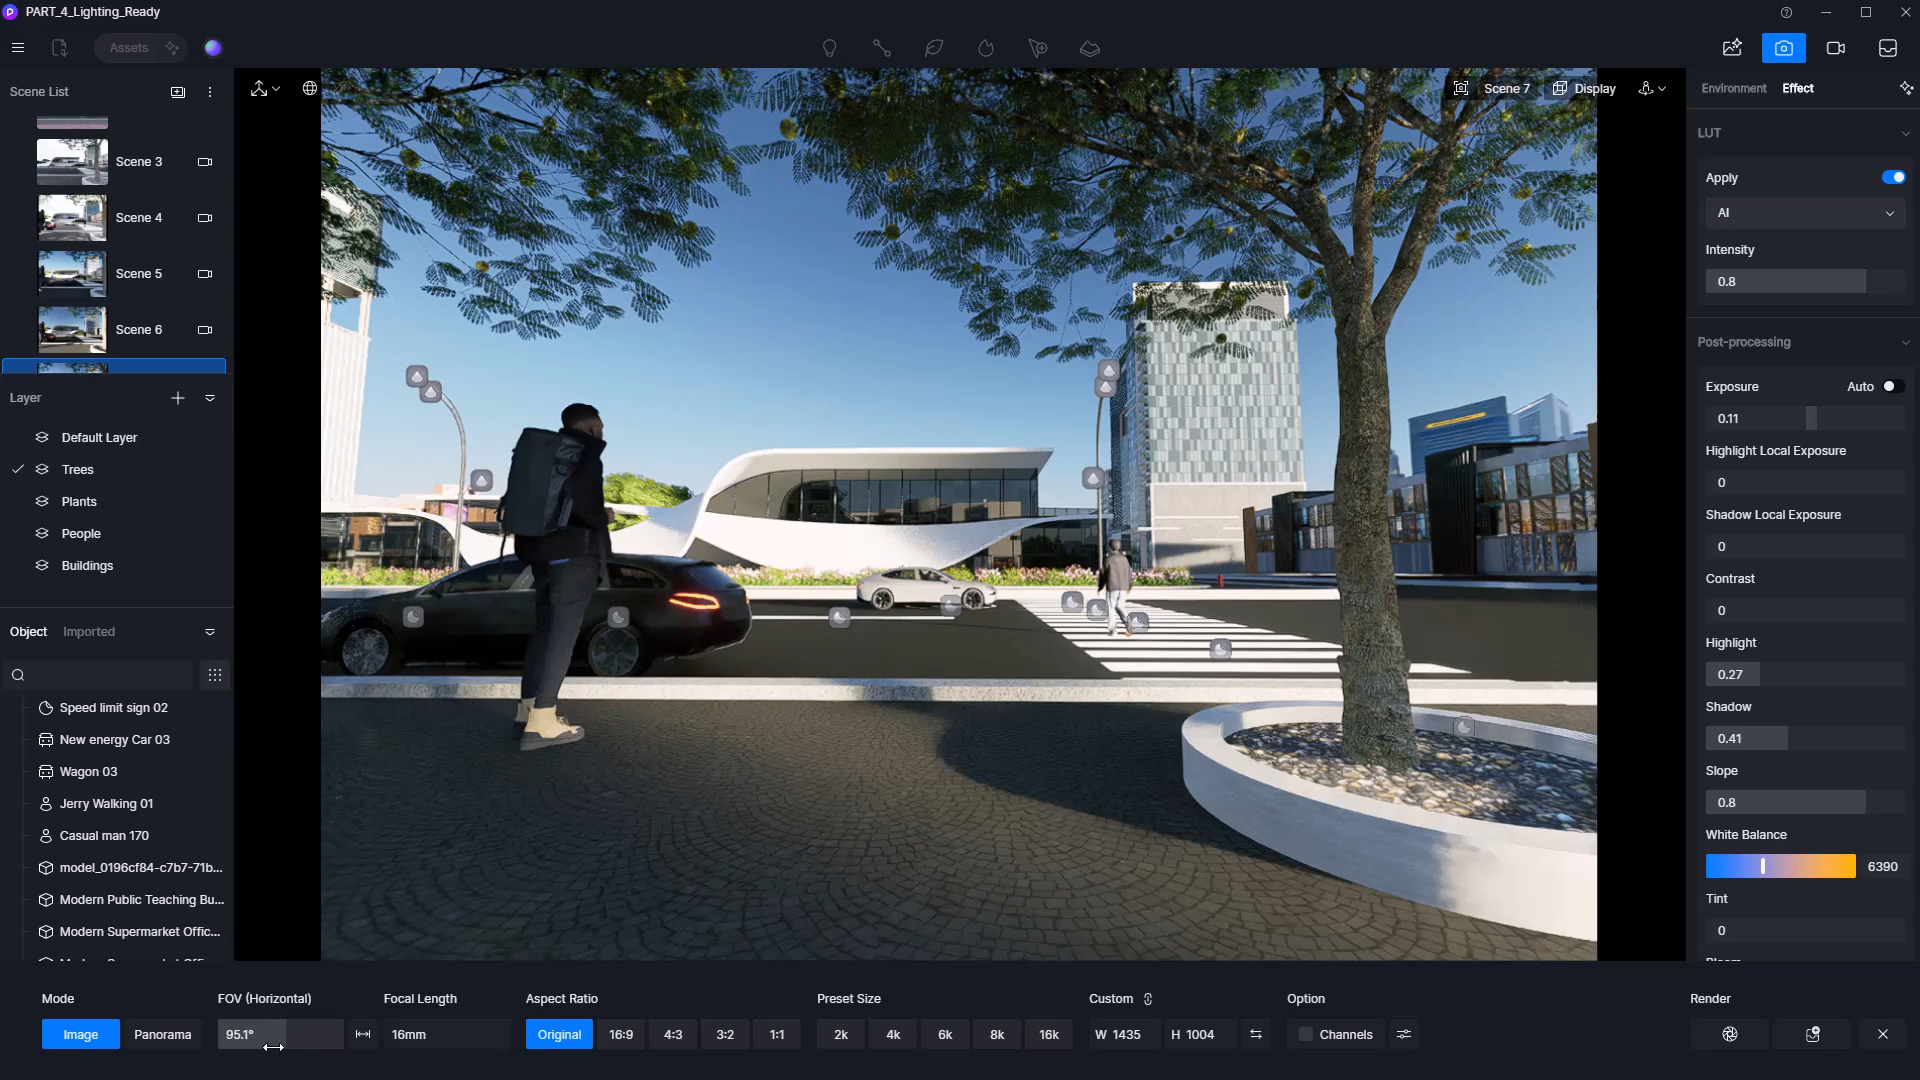 PART_4_Lighting_Ready
Assets
Scene List
Scene 3
Scene 4
Scene 5
Scene 6
Layer
Default Layer
Trees
Plants
People
Buildings
Object Imported
Speed limit sign 02
New energy Car 03
Wagon 03
Jerry Walking 01
Casual man 170
model_0196cf84-c7b7-71b...
Modern Public Teaching Bu...
Modern Supermarket Offic...
Scene 7 Display
Environment Effect
LUT
Apply
AI
Intensity
0.8
Post-processing
Exposure Auto
0.11
Highlight Local Exposure
0
Shadow Local Exposure
0
Contrast
0
Highlight
0.27
Shadow
0.41
Slope
0.8
White Balance
6390
Tint
0
Mode FOV (Horizontal) Focal Length Aspect Ratio Preset Size Custom Option Render
Image Panorama 95.1° 16mm Original 16:9 4:3 3:2 1:1 2k 4k 6k 8k 16k W 1435 H 1004 Channels